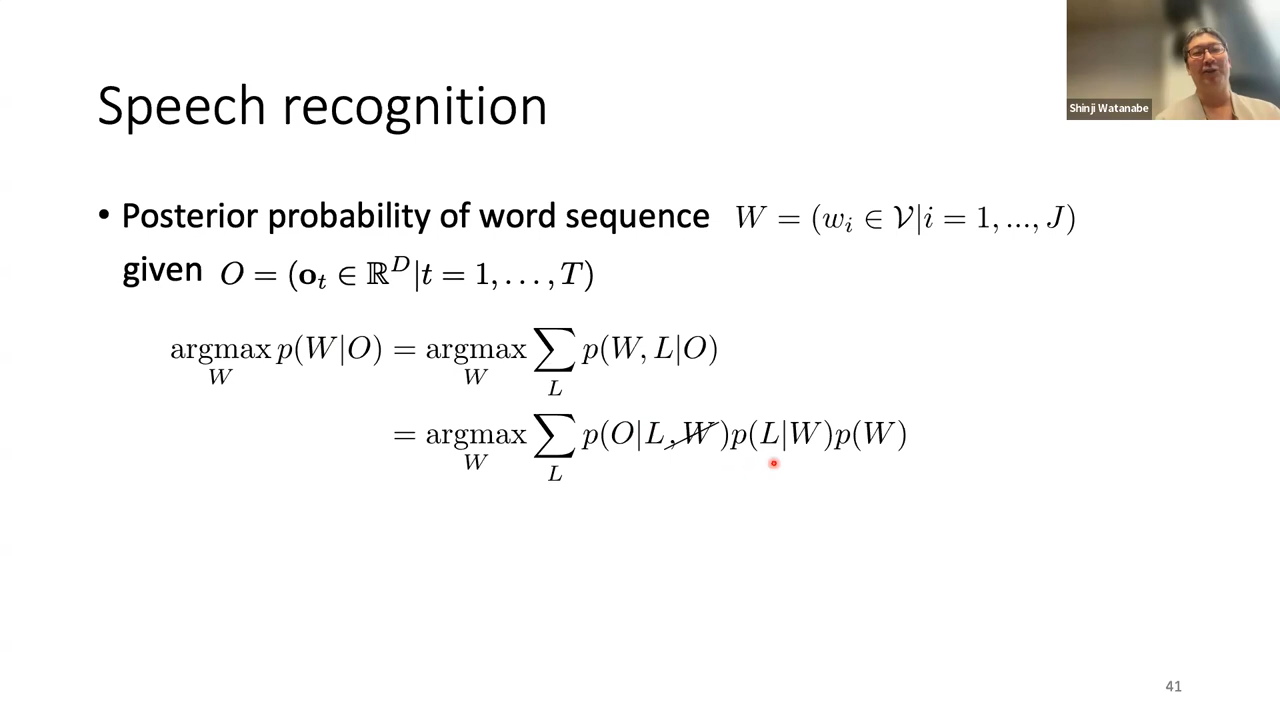 Shinji Watanabe
Speech recognition
• Posterior probability of word sequence W = (w_i ∈ 𝒱|i = 1, ..., J)
given O = (𝐨_t ∈ ℝ^D|t = 1, . . . , T)
argmax_W p(W|O) = argmax_W ∑_L p(W, L|O)
= argmax_W ∑_L p(O|L, W)p(L|W)p(W)
41